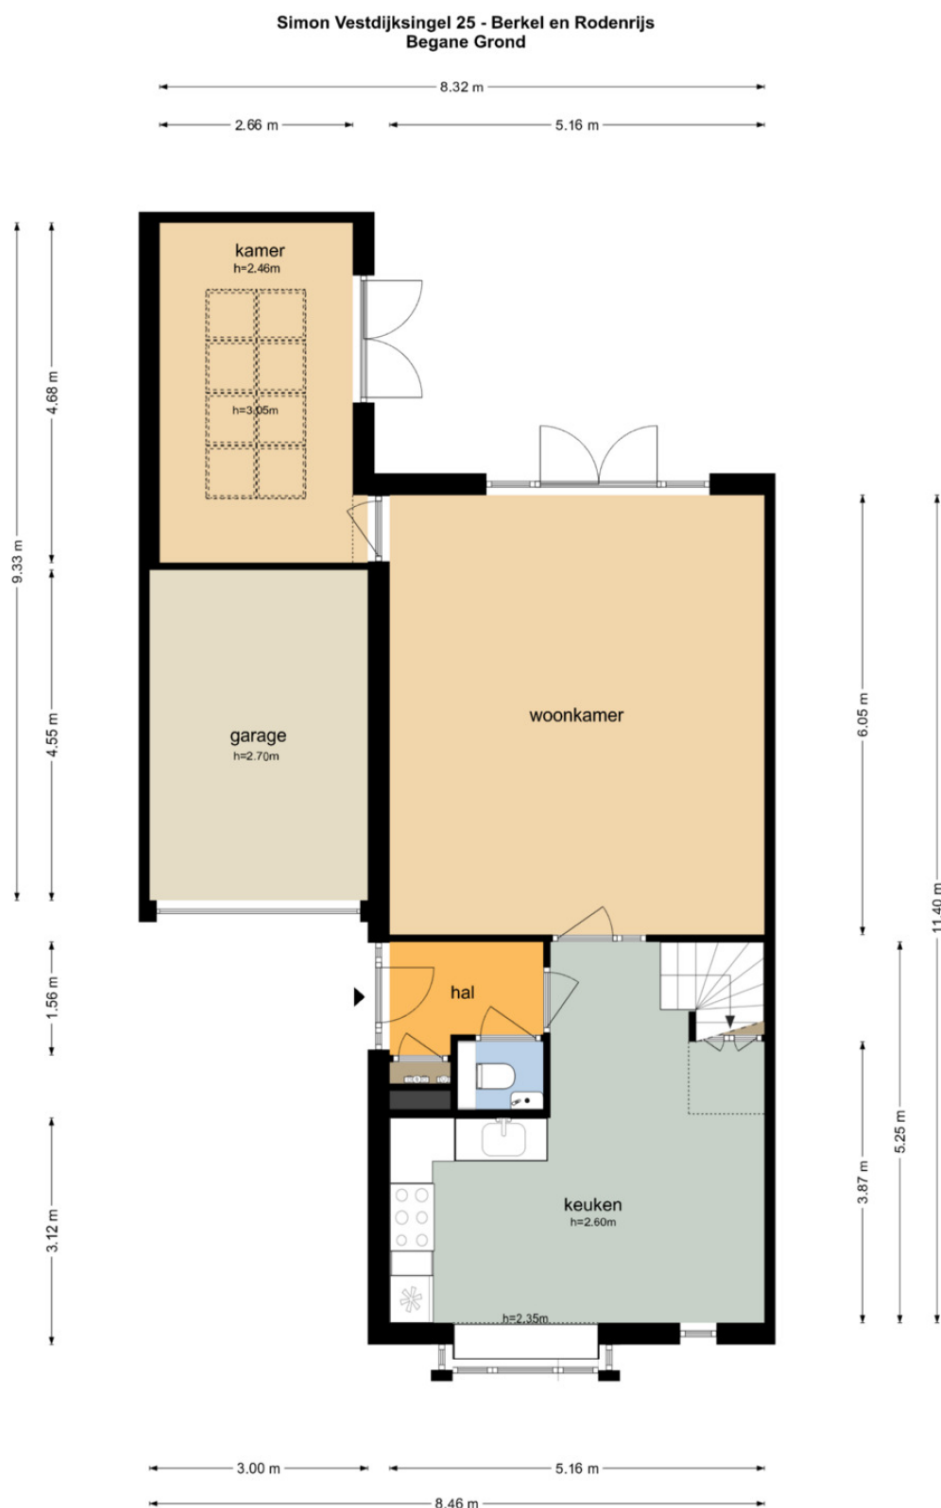 Simon Vestdijksingel 25 - Berkel en Rodenrijs
Begane Grond
8.32 m
2.66 m
5.16 m
kamer
h=2.46m
h=3.05m
4.68 m
9.33 m
4.55 m
garage
h=2.70m
woonkamer
6.05 m
11.40 m
1.56 m
hal
5.25 m
3.87 m
3.12 m
keuken
h=2.60m
h=2.35m
3.00 m
5.16 m
8.46 m